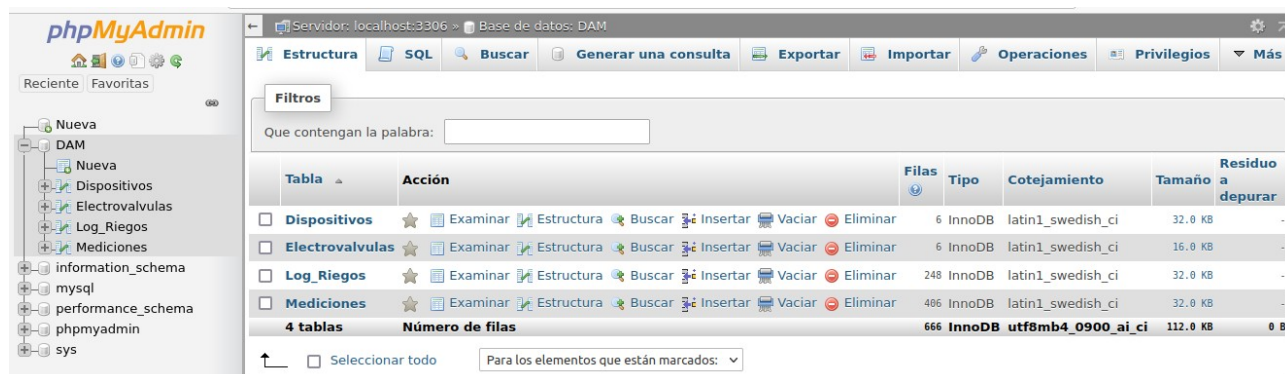 phpMyAdmin
Reciente Favoritas
Nueva
DAM
Nueva
Dispositivos
Electrovalvulas
Log_Riegos
Mediciones
information_schema
mysql
performance_schema
phpmyadmin
sys
Servidor: localhost:3306 » Base de datos: DAM
Estructura SQL Buscar Generar una consulta Exportar Importar Operaciones Privilegios Más
Filtros
Que contengan la palabra:
Tabla Acción Filas Tipo Cotejamiento Tamaño Residuo a depurar
Dispositivos Examinar Estructura Buscar Insertar Vaciar Eliminar 6 InnoDB latin1_swedish_ci 32.0 KB -
Electrovalvulas Examinar Estructura Buscar Insertar Vaciar Eliminar 6 InnoDB latin1_swedish_ci 16.0 KB -
Log_Riegos Examinar Estructura Buscar Insertar Vaciar Eliminar 248 InnoDB latin1_swedish_ci 32.0 KB -
Mediciones Examinar Estructura Buscar Insertar Vaciar Eliminar 406 InnoDB latin1_swedish_ci 32.0 KB -
4 tablas Número de filas 666 InnoDB utf8mb4_0900_ai_ci 112.0 KB 0 B
Seleccionar todo Para los elementos que están marcados: